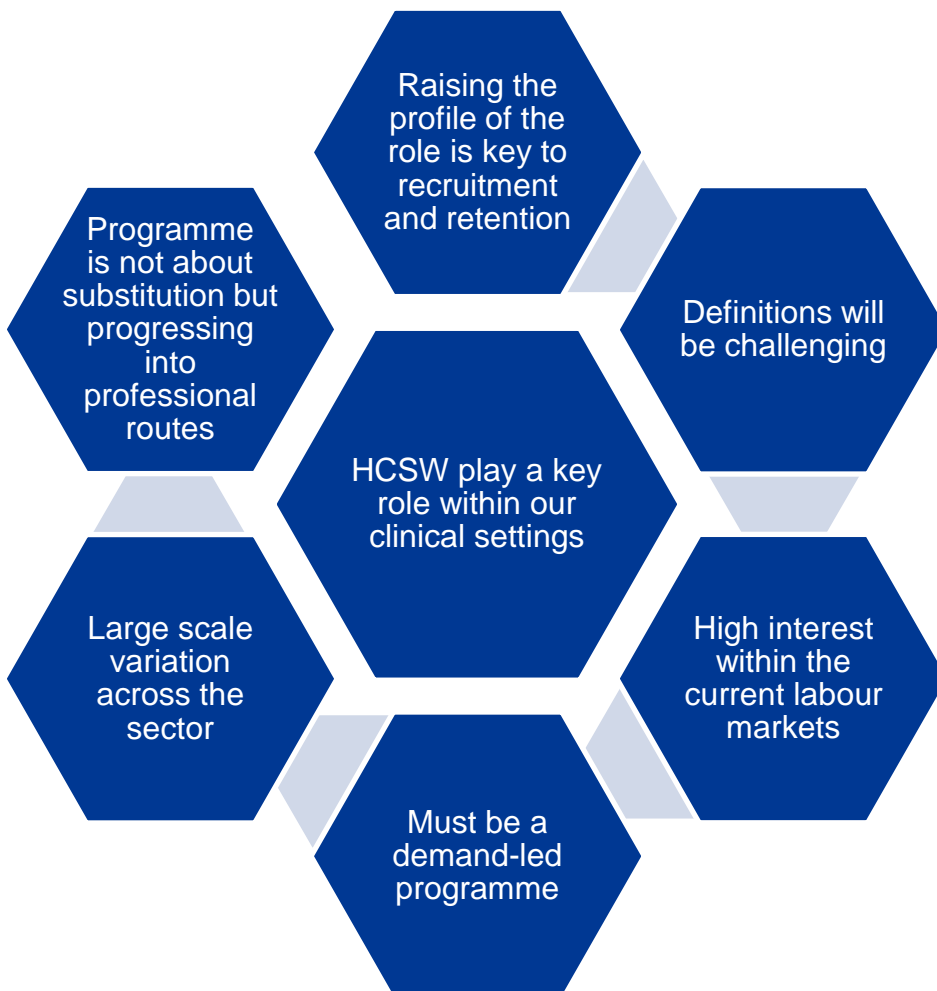 Raising the
profile of the
role is key to
recruitment
and retention
Definitions will
be challenging
High interest
within the
current labour
markets
Must be a
demand-led
programme
Large scale
variation
across the
sector
Programme
is not about
substitution but
progressing
into
professional
routes
HCSW play a key
role within our
clinical settings